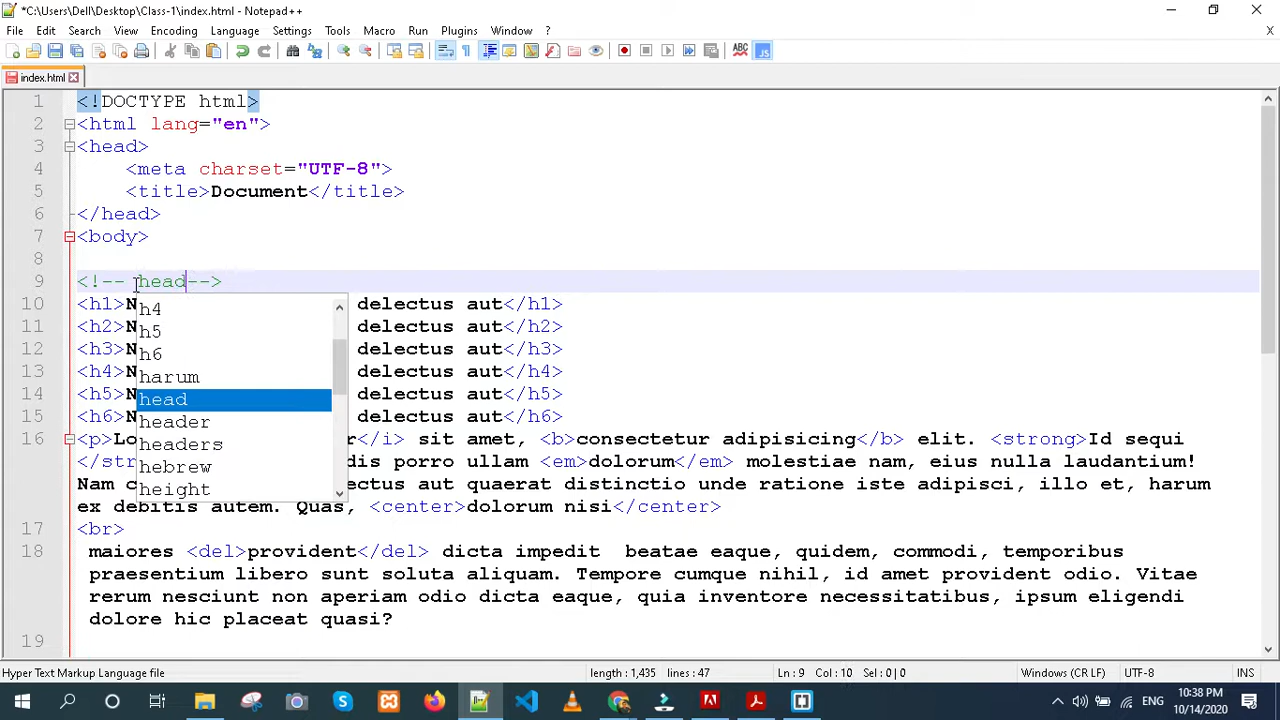 *C:\Users\Dell\Desktop\Class-1\index.html - Notepad++
File Edit Search View Encoding Language Settings Tools Macro Run Plugins Window ? X
ABC JS
index.html
1 <!DOCTYPE html>
2 <html lang="en">
3 <head>
4 <meta charset="UTF-8">
5 <title>Document</title>
6 </head>
7 <body>
8
9 <!-- head-->
10 <h1>N delectus aut</h1>
11 <h2>N delectus aut</h2>
12 <h3>N delectus aut</h3>
13 <h4>N delectus aut</h4>
14 <h5>N delectus aut</h5>
15 <h6>N delectus aut</h6>
h4
h5
h6
harum
head
header
headers
hebrew
height
16 <p>Lo r</i> sit amet, <b>consectetur adipisicing</b> elit. <strong>Id sequi
</str dis porro ullam <em>dolorum</em> molestiae nam, eius nulla laudantium!
Nam c ectus aut quaerat distinctio unde ratione iste adipisci, illo et, harum
ex debitis autem. Quas, <center>dolorum nisi</center>
17 <br>
18 maiores <del>provident</del> dicta impedit beatae eaque, quidem, commodi, temporibus
praesentium libero sunt soluta aliquam. Tempore cumque nihil, id amet provident odio. Vitae
rerum nesciunt non aperiam odio dicta eaque, quia inventore necessitatibus, ipsum eligendi
dolore hic placeat quasi?
19
Hyper Text Markup Language file length : 1,435 lines : 47 Ln : 9 Col : 10 Sel : 0 | 0 Windows (CR LF) UTF-8 INS
ENG 10:38 PM
10/14/2020